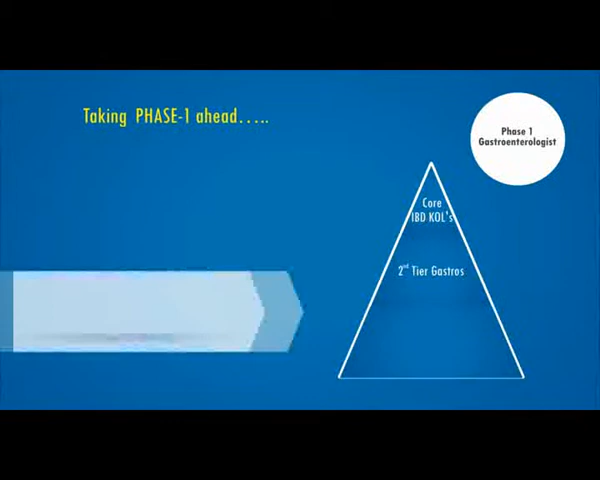 Taking PHASE-1 ahead.....
Phase 1
Gastroenterologist
Core
IBD KOL's
2nd Tier Gastros